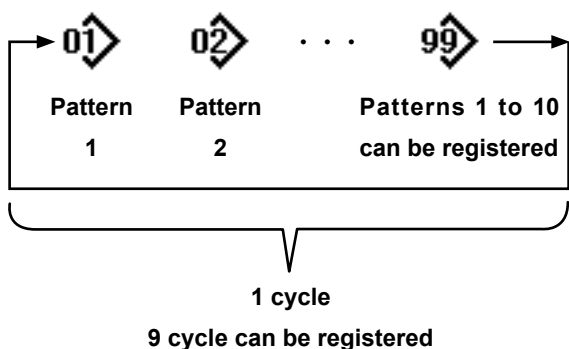 01 02 · · · 99
Pattern Pattern Patterns 1 to 10
1 2 can be registered
1 cycle
9 cycle can be registered